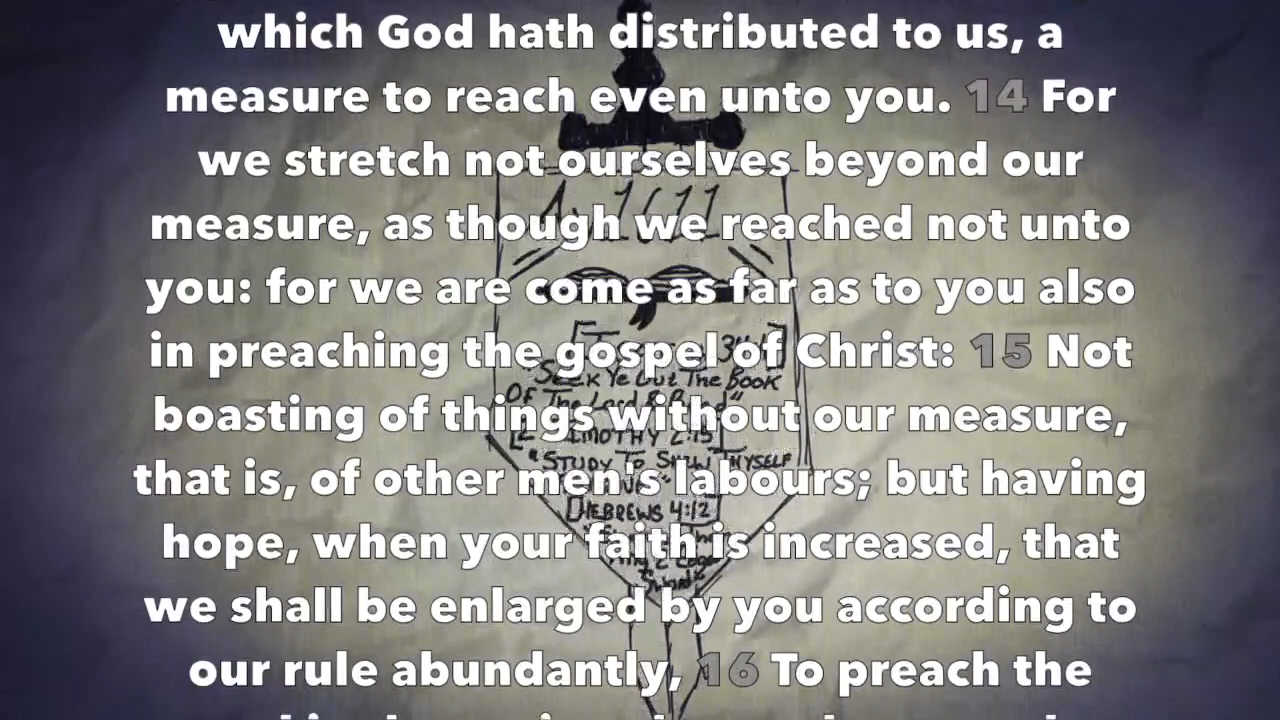 which God hath distributed to us, a
measure to reach even unto you. 14 For
we stretch not ourselves beyond our
measure, as though we reached not unto
you: for we are come as far as to you also
in preaching the gospel of Christ: 15 Not
boasting of things without our measure,
that is, of other men's labours; but having
hope, when your faith is increased, that
we shall be enlarged by you according to
our rule abundantly, 16 To preach the
1611
"Seek Ye Out The Book
Of The Lord &
2:15
"STUDY TO
HEBREWS 4:12